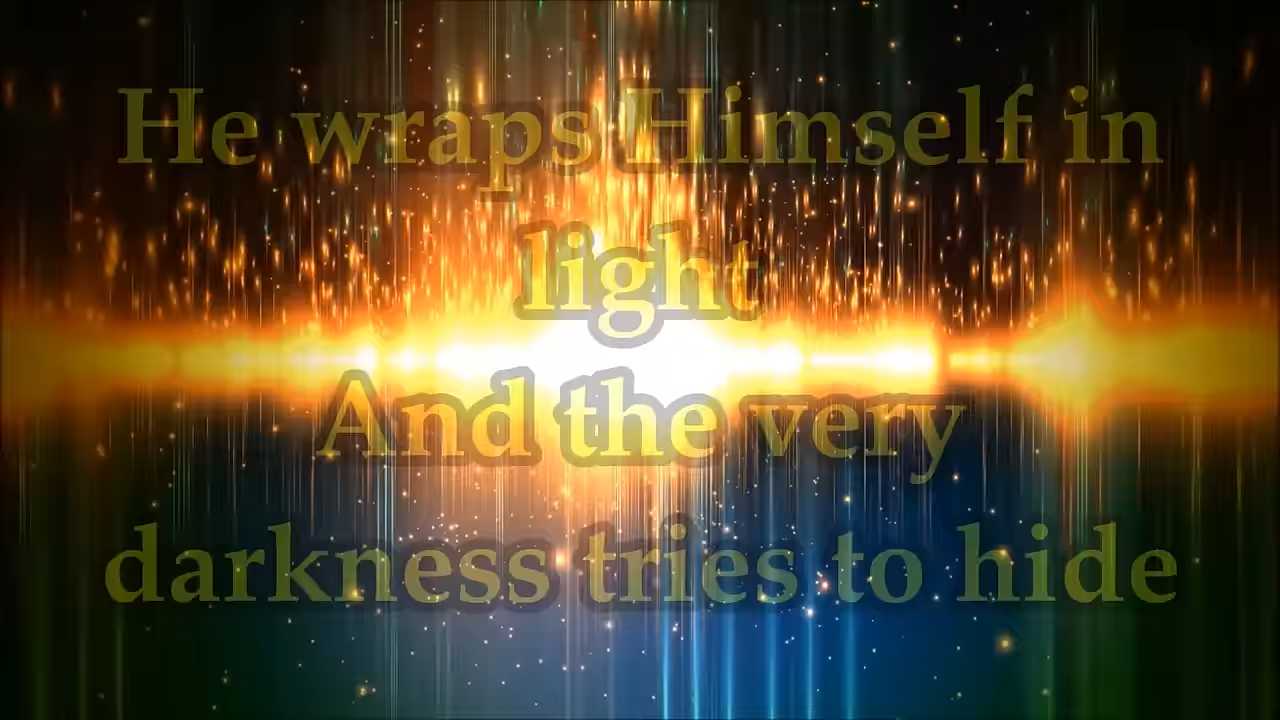 He wraps Himself in
light
And the very
darkness tries to hide